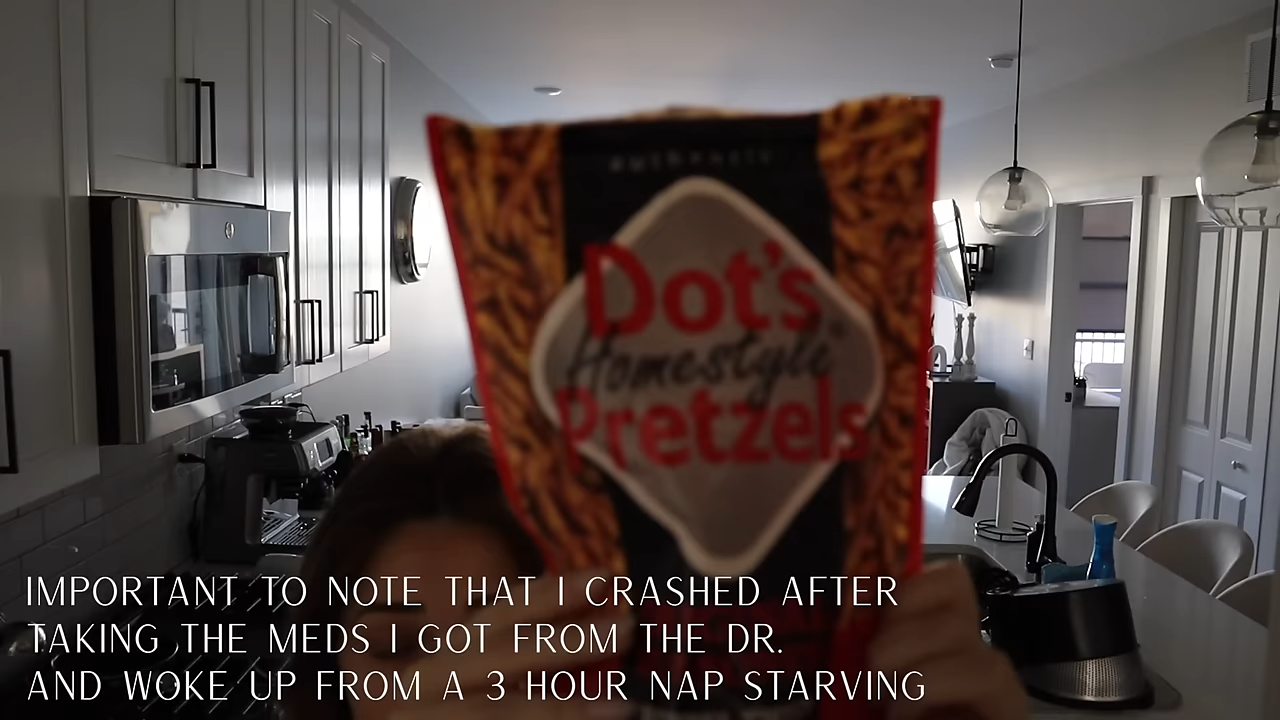 Dot's
Homestyle
Pretzels
IMPORTANT TO NOTE THAT I CRASHED AFTER
TAKING THE MEDS I GOT FROM THE DR.
AND WOKE UP FROM A 3 HOUR NAP STARVING